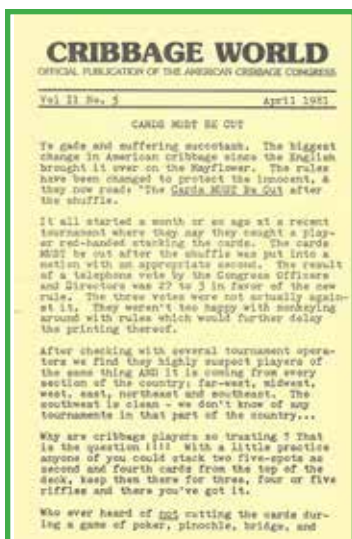 CRIBBAGE WORLD
OFFICIAL PUBLICATION OF THE AMERICAN CRIBBAGE CONGRESS
Vol II No. 5 April 1981
CARDS MUST BE CUT
Ye gads and suffering succotash. The biggest
change in American cribbage since the English
brought it over on the Mayflower. The rules
have been changed to protect the innocent, &
they now read: "The Cards MUST Be Cut after
the shuffle.
It all started a month or so ago at a recent
tournament where they say they caught a play-
er red-handed stacking the cards. The cards
MUST be cut after the shuffle was put into a
motion with an appropriate second. The result
of a telephone vote by the Congress Officers
and Directors was 27 to 3 in favor of the new
rule. The three votes were not actually again-
st it. They weren't too happy with monkeying
around with rules which would further delay
the printing thereof.
After checking with several tournament opera-
tors we find they highly suspect players of
the same thing AND it is coming from every
section of the country: far-west, midwest,
west, east, northeast and southeast. The
southwest is clean - we don't know of any
tournaments in that part of the country...
Why are cribbage players so trusting ? That
is the question !!!! With a little practice
anyone of you could stack two five-spots as
second and fourth cards from the top of the
deck, keep them there for three, four or five
riffles and there you've got it.
Who ever heard of not cutting the cards dur-
ing a game of poker, pinochle, bridge, and